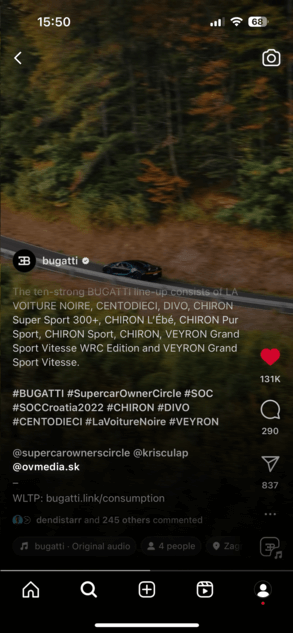 15:50
68
bugatti
The ten-strong BUGATTI line-up consists of LA
VOITURE NOIRE, CENTODIECI, DIVO, CHIRON
Super Sport 300+, CHIRON L'Ébé, CHIRON Pur
Sport, CHIRON Sport, CHIRON, VEYRON Grand
Sport Vitesse WRC Edition and VEYRON Grand
Sport Vitesse.
#BUGATTI #SupercarOwnerCircle #SOC
#SOCCroatia2022 #CHIRON #DIVO
#CENTODIECI #LaVoitureNoire #VEYRON
@supercarownerscircle @krisculap
@ovmedia.sk
–
WLTP: bugatti.link/consumption
131K
290
837
dendistarr and 245 others commented
bugatti · Original audio
4 people
Zag